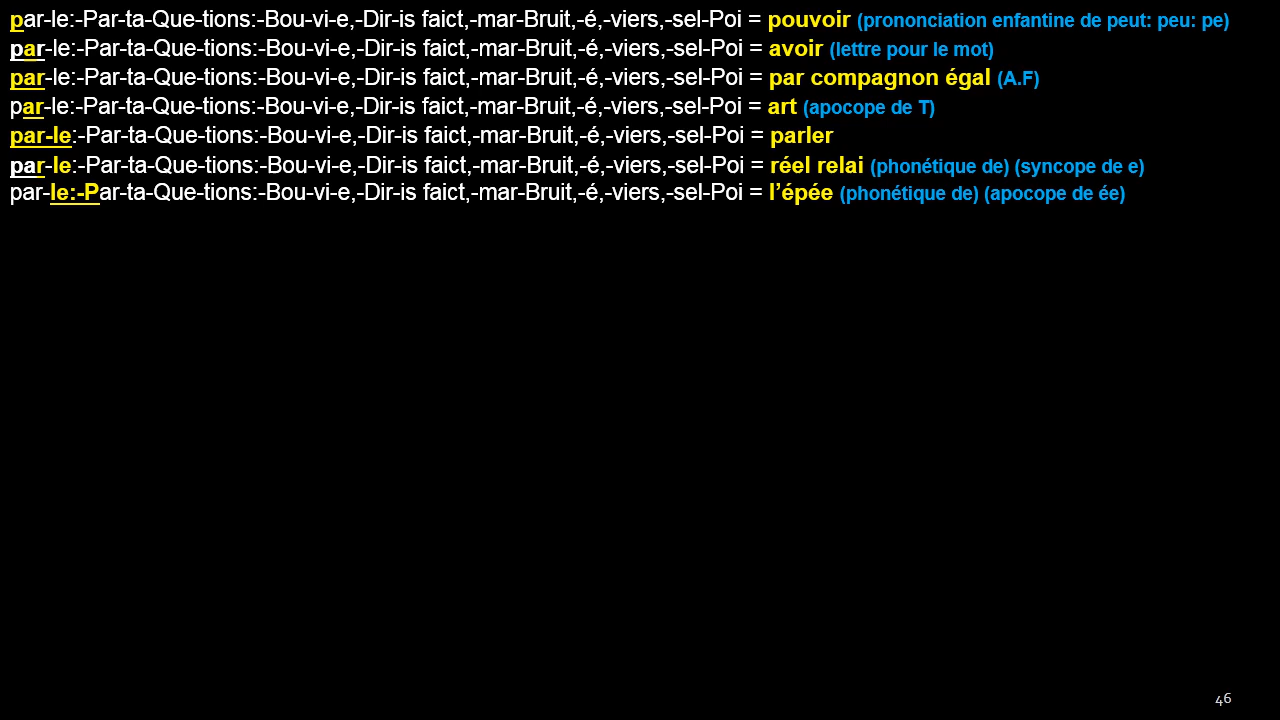 par-le:-Par-ta-Que-tions:-Bou-vi-e,-Dir-is faict,-mar-Bruit,-é,-viers,-sel-Poi = pouvoir (prononciation enfantine de peut: peu: pe)
par-le:-Par-ta-Que-tions:-Bou-vi-e,-Dir-is faict,-mar-Bruit,-é,-viers,-sel-Poi = avoir (lettre pour le mot)
par-le:-Par-ta-Que-tions:-Bou-vi-e,-Dir-is faict,-mar-Bruit,-é,-viers,-sel-Poi = par compagnon égal (A.F)
par-le:-Par-ta-Que-tions:-Bou-vi-e,-Dir-is faict,-mar-Bruit,-é,-viers,-sel-Poi = art (apocope de T)
par-le:-Par-ta-Que-tions:-Bou-vi-e,-Dir-is faict,-mar-Bruit,-é,-viers,-sel-Poi = parler
par-le:-Par-ta-Que-tions:-Bou-vi-e,-Dir-is faict,-mar-Bruit,-é,-viers,-sel-Poi = réel relai (phonétique de) (syncope de e)
par-le:-Par-ta-Que-tions:-Bou-vi-e,-Dir-is faict,-mar-Bruit,-é,-viers,-sel-Poi = l’épée (phonétique de) (apocope de ée)
46